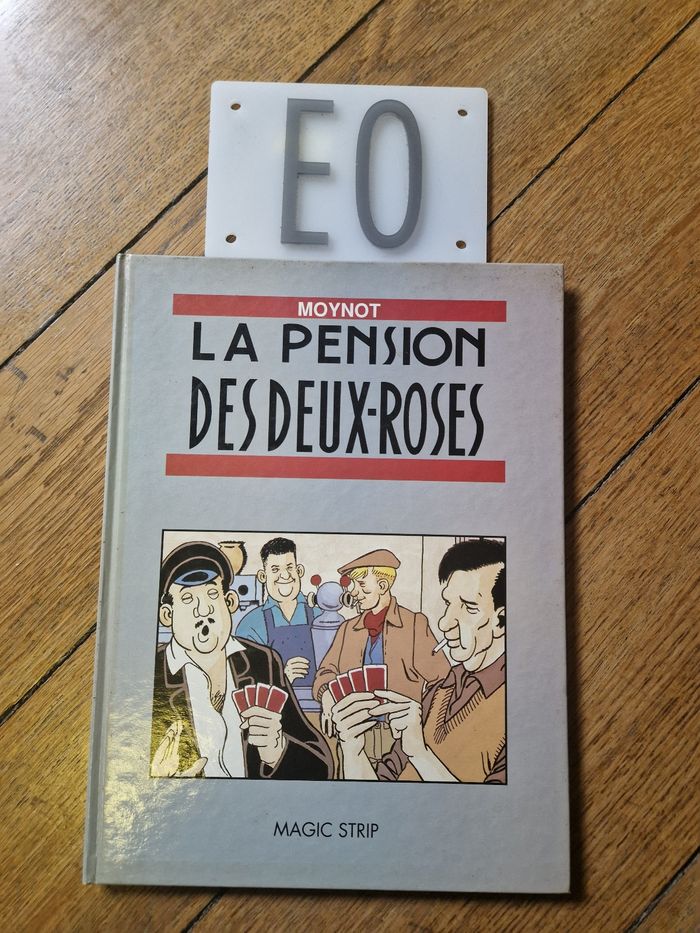 EO
MOYNOT
LA PENSION
DES DEUX-ROSES
MAGIC STRIP